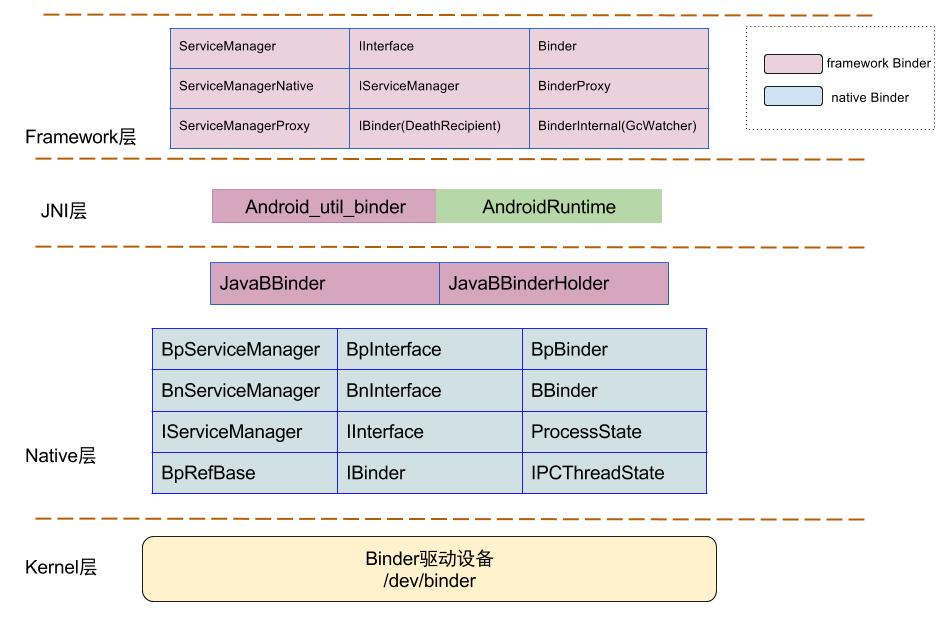 ServiceManager IInterface Binder
ServiceManagerNative IServiceManager BinderProxy
ServiceManagerProxy IBinder(DeathRecipient) BinderInternal(GcWatcher)
framework Binder
native Binder
Framework层
JNI层
Android_util_binder AndroidRuntime
JavaBBinder JavaBBinderHolder
BpServiceManager BpInterface BpBinder
BnServiceManager BnInterface BBinder
IServiceManager IInterface ProcessState
BpRefBase IBinder IPCThreadState
Native层
Kernel层
Binder驱动设备
/dev/binder